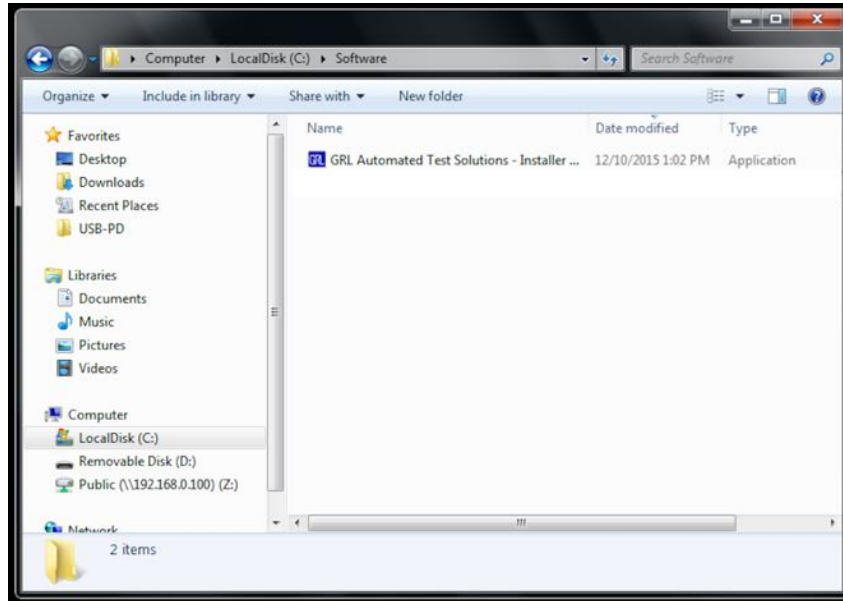 Computer LocalDisk (C:) Software
Search Software
Organize Include in library Share with New folder
Name Date modified Type
GRL GRL Automated Test Solutions - Installer ... 12/10/2015 1:02 PM Application
Favorites
Desktop
Downloads
Recent Places
USB-PD
Libraries
Documents
Music
Pictures
Videos
Computer
LocalDisk (C:)
Removable Disk (D:)
Public (\\192.168.0.100) (Z:)
Network
2 items